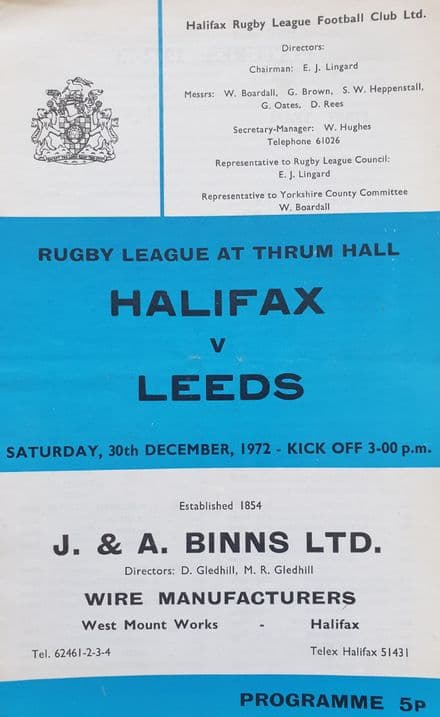 Halifax Rugby League Football Club Ltd.
Directors:
Chairman: E. J. Lingard
Messrs: W. Boardall, G. Brown, S. W. Heppenstall,
G. Oates, D. Rees
Secretary-Manager: W. Hughes
Telephone 61026
Representative to Rugby League Council:
E. J. Lingard
Representative to Yorkshire County Committee
W. Boardall
RUGBY LEAGUE AT THRUM HALL
HALIFAX
V
LEEDS
SATURDAY, 30th DECEMBER, 1972 - KICK OFF 3-00 p.m.
Established 1854
J. & A. BINNS LTD.
Directors: D. Gledhill, M. R. Gledhill
WIRE MANUFACTURERS
West Mount Works - Halifax
Tel. 62461-2-3-4 Telex Halifax 51431
PROGRAMME 5P